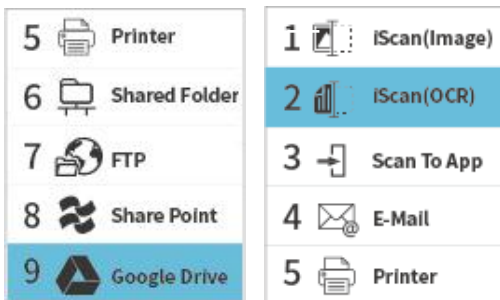 5 Printer
6 Shared Folder
7 FTP
8 Share Point
9 Google Drive
1 iScan(Image)
2 iScan(OCR)
3 Scan To App
4 E-Mail
5 Printer